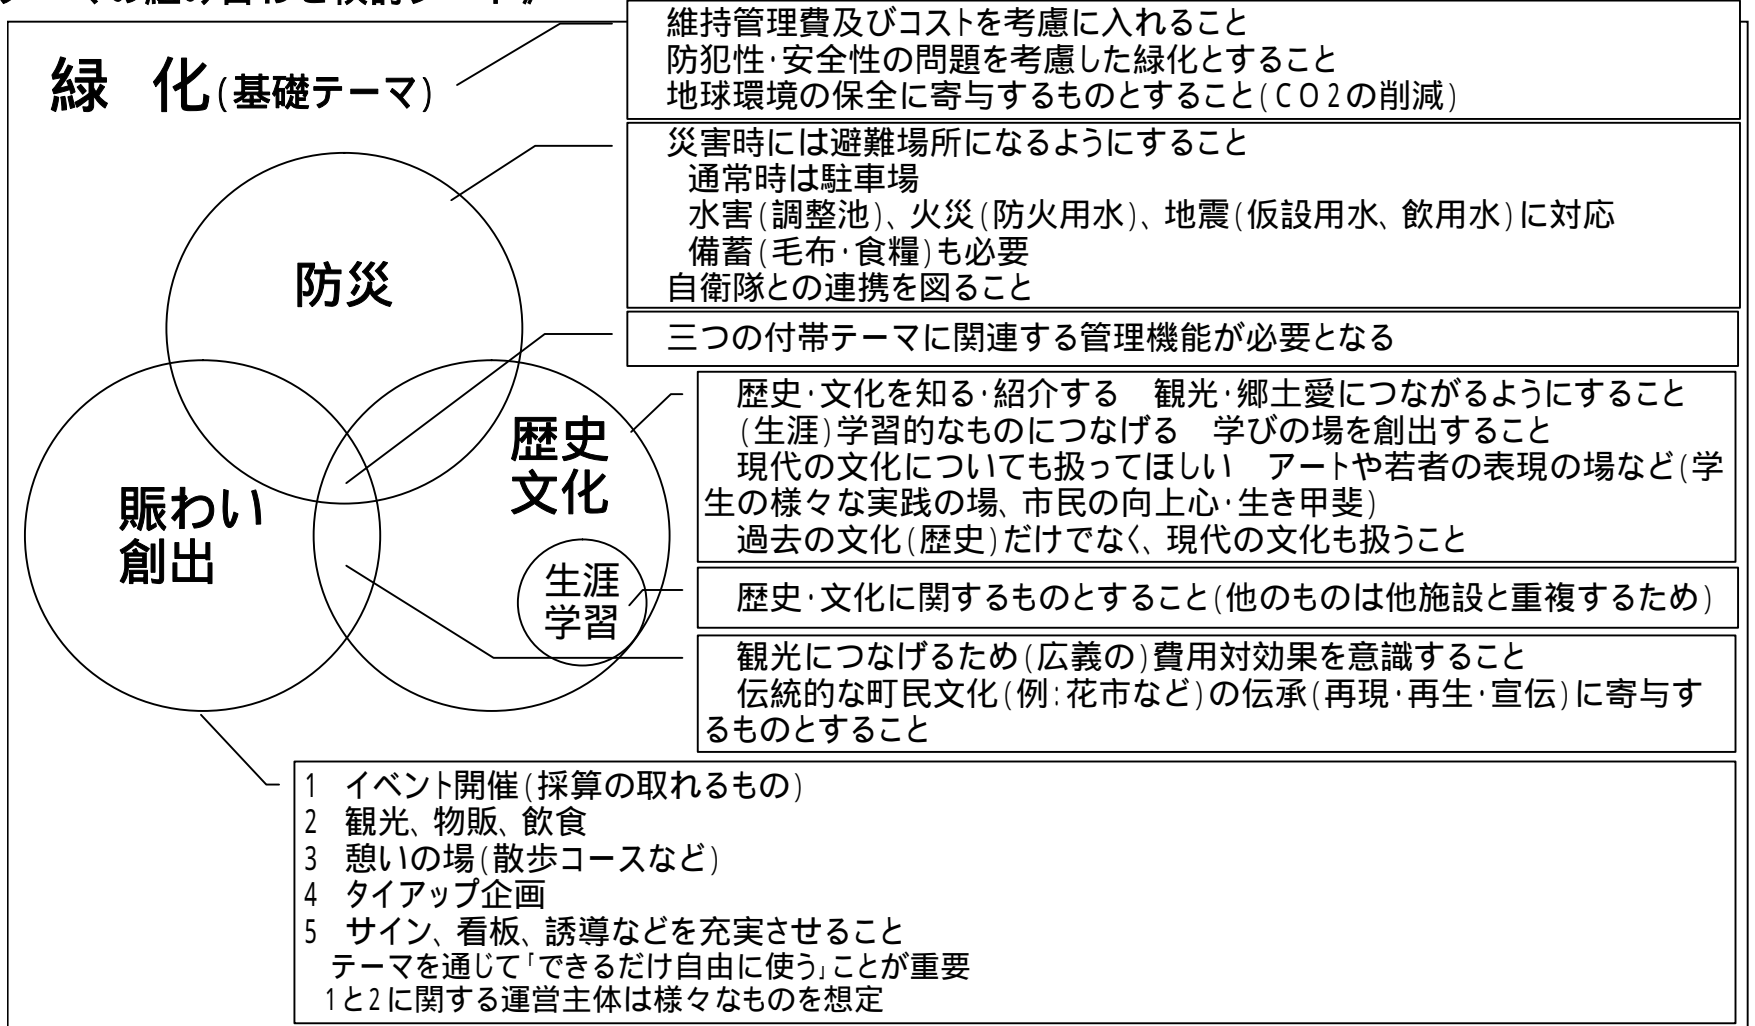 緑 化(基礎テーマ)
維持管理費及びコストを考慮に入れること
防犯性・安全性の問題を考慮した緑化とすること
地球環境の保全に寄与するものとすること(CO2の削減)
災害時には避難場所になるようにすること
通常時は駐車場
水害(調整池)、火災(防火用水)、地震(仮設用水、飲用水)に対応
備蓄(毛布・食糧)も必要
自衛隊との連携を図ること
防災
三つの付帯テーマに関連する管理機能が必要となる
歴史・文化を知る・紹介する 観光・郷土愛につながるようにすること
(生涯)学習的なものにつなげる 学びの場を創出すること
現代の文化についても扱ってほしい アートや若者の表現の場など(学
生の様々な実践の場、市民の向上心・生き甲斐)
過去の文化(歴史)だけでなく、現代の文化も扱うこと
歴史
文化
賑わい
創出
生涯
学習
歴史・文化に関するものとすること(他のものは他施設と重複するため)
観光につなげるため(広義の)費用対効果を意識すること
伝統的な町民文化(例:花市など)の伝承(再現・再生・宣伝)に寄与す
るものとすること
1 イベント開催(採算の取れるもの)
2 観光、物販、飲食
3 憩いの場(散歩コースなど)
4 タイアップ企画
5 サイン、看板、誘導などを充実させること
テーマを通じて「できるだけ自由に使う」ことが重要
1と2に関する運営主体は様々なものを想定